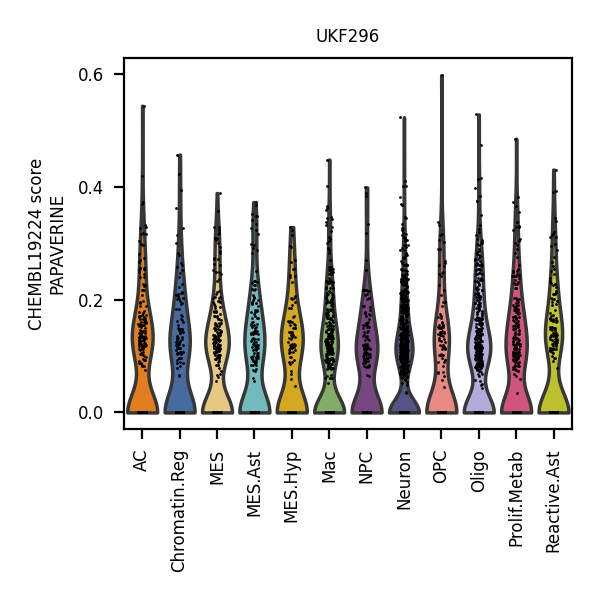 UKF296
CHEMBL19224 score
PAPAVERINE
0.6
0.4
0.2
0.0
AC
Chromatin.Reg
MES
MES.Ast
MES.Hyp
Mac
NPC
Neuron
OPC
Oligo
Prolif.Metab
Reactive.Ast